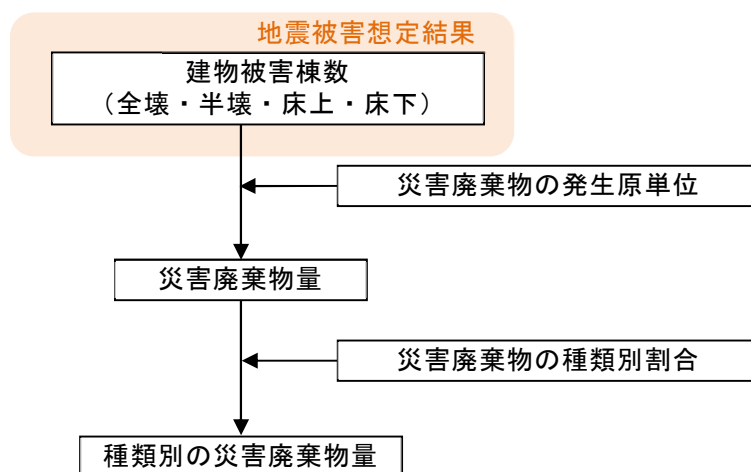 地震被害想定結果
建物被害棟数
（全壊・半壊・床上・床下）
災害廃棄物の発生原単位
災害廃棄物量
災害廃棄物の種類別割合
種類別の災害廃棄物量